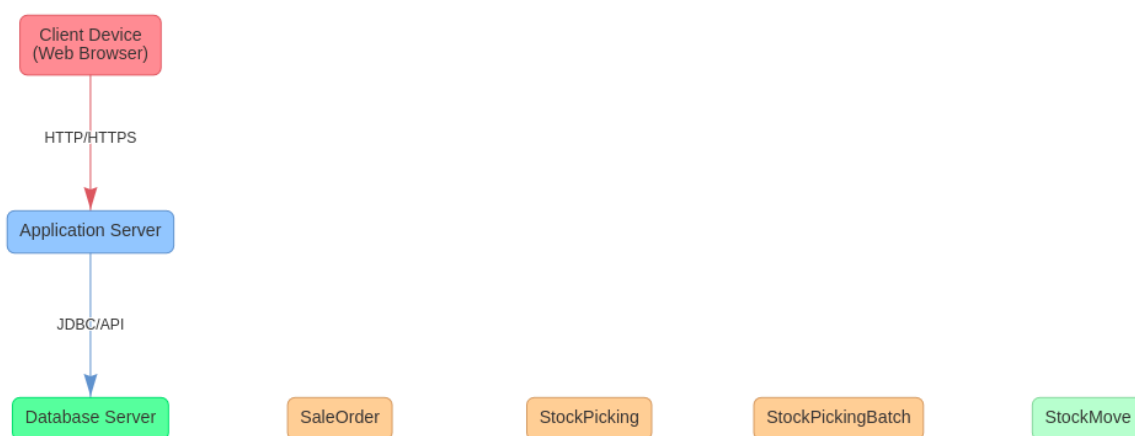 Client Device
(Web Browser)
HTTP/HTTPS
Application Server
JDBC/API
Database Server
SaleOrder
StockPicking
StockPickingBatch
StockMove